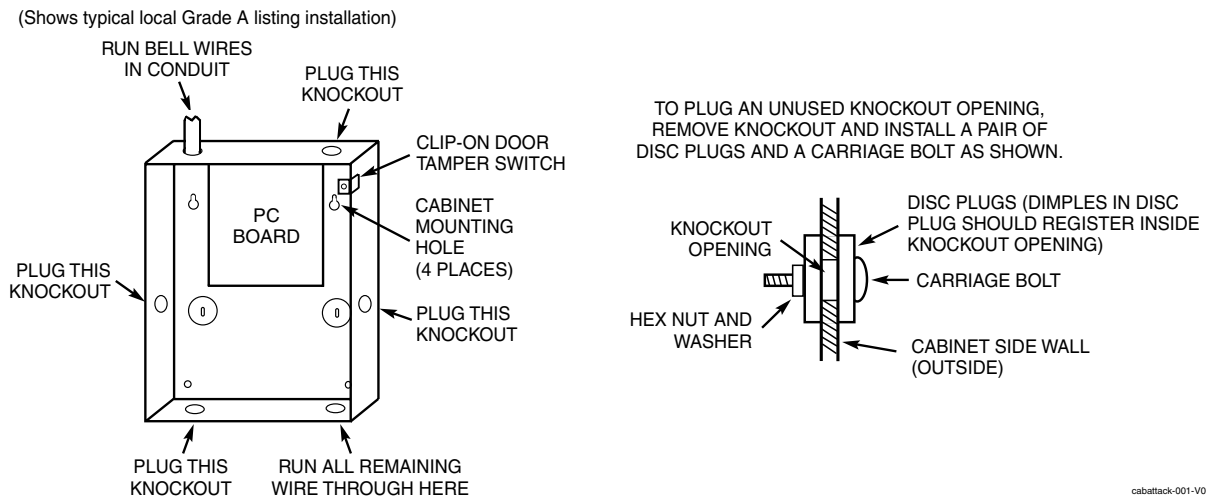 (Shows typical local Grade A listing installation)
RUN BELL WIRES
IN CONDUIT
PLUG THIS
KNOCKOUT
CLIP-ON DOOR
TAMPER SWITCH
PC
BOARD
CABINET
MOUNTING
HOLE
(4 PLACES)
PLUG THIS
KNOCKOUT
PLUG THIS
KNOCKOUT
PLUG THIS
KNOCKOUT
RUN ALL REMAINING
WIRE THROUGH HERE
TO PLUG AN UNUSED KNOCKOUT OPENING,
REMOVE KNOCKOUT AND INSTALL A PAIR OF
DISC PLUGS AND A CARRIAGE BOLT AS SHOWN.
KNOCKOUT
OPENING
DISC PLUGS (DIMPLES IN DISC
PLUG SHOULD REGISTER INSIDE
KNOCKOUT OPENING)
CARRIAGE BOLT
HEX NUT AND
WASHER
CABINET SIDE WALL
(OUTSIDE)
cabattack-001-V0